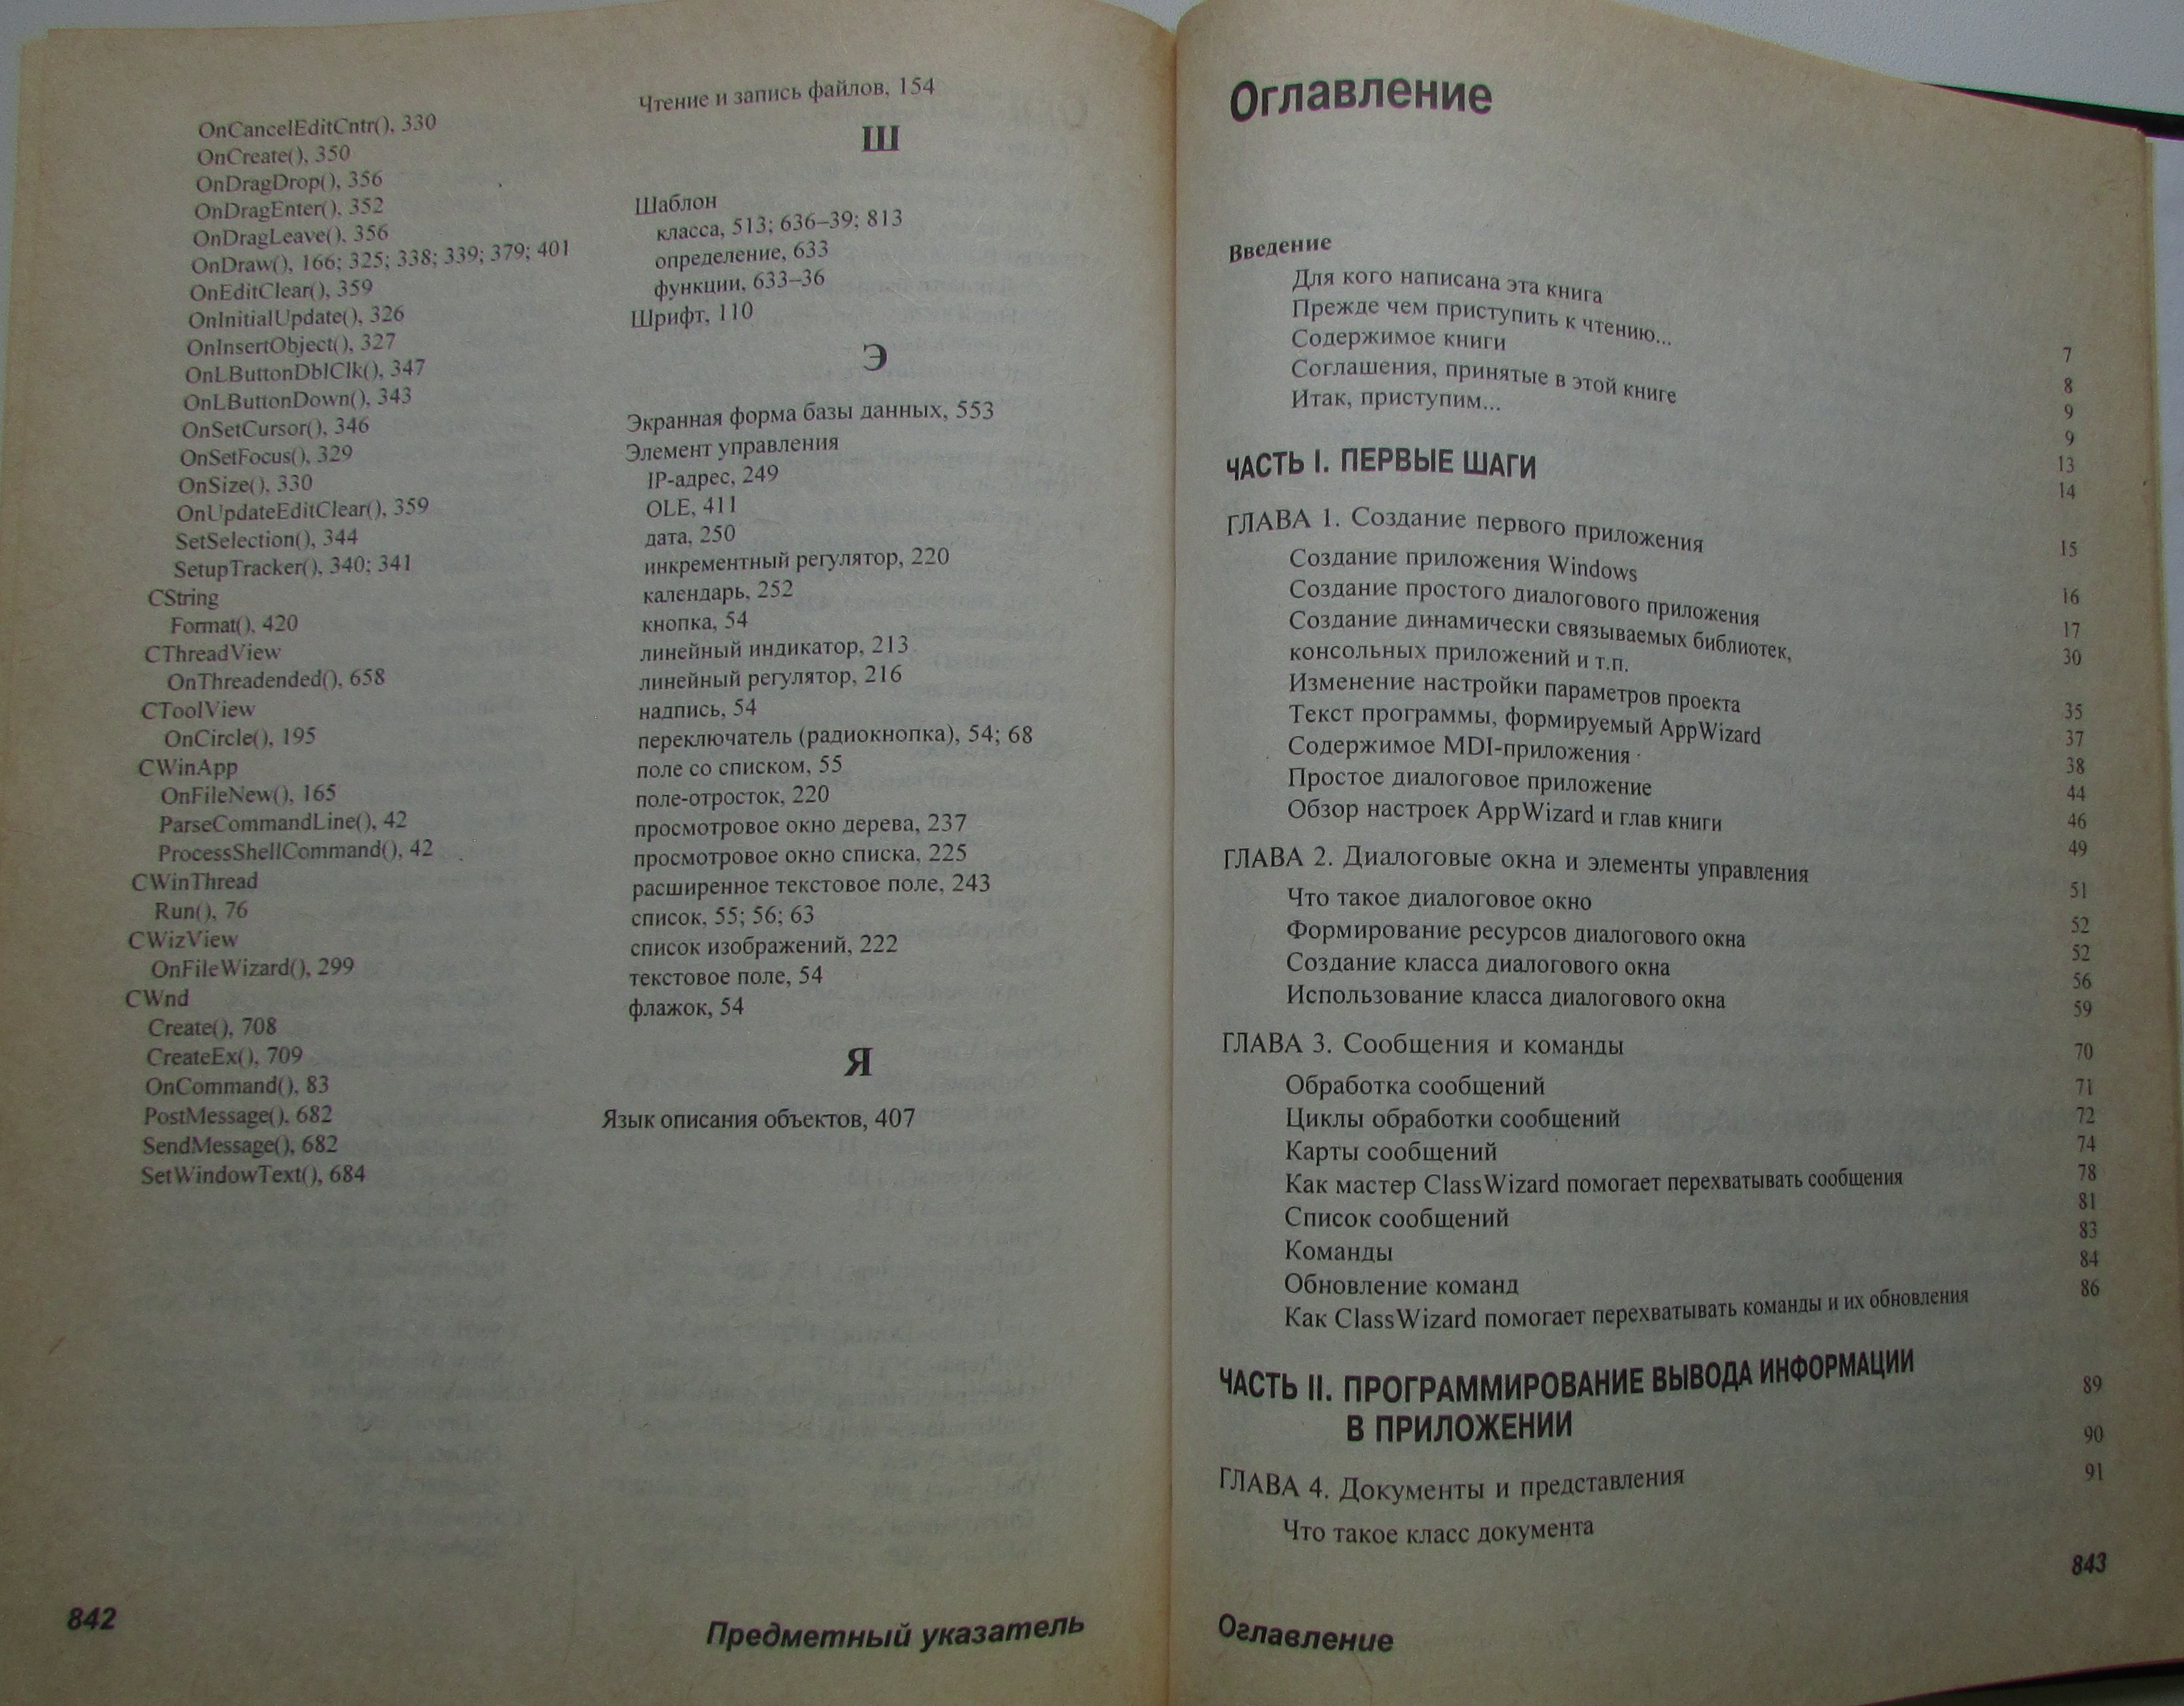 OnCancelEditCntr(), 330
OnCreate(), 350
OnDragDrop(), 356
OnDragEnter(), 352
OnDragLeave(), 356
OnDraw(), 166; 325; 338; 339; 379; 401
OnEditClear(), 359
OnInitialUpdate(), 326
OnInsertObject(), 327
OnLButtonDblClk(), 347
OnLButtonDown(), 343
OnSetCursor(), 346
OnSetFocus(), 329
OnSize(), 330
OnUpdateEditClear(), 359
SetSelection(), 344
SetupTracker(), 340; 341
CString
Format(), 420
CThreadView
OnThreadended(), 658
CToolView
OnCircle(), 195
CWinApp
OnFileNew(), 165
ParseCommandLine(), 42
ProcessShellCommand(), 42
CWinThread
Run(), 76
CWizView
OnFileWizard(), 299
CWnd
Create(), 708
CreateEx(), 709
OnCommand(), 83
PostMessage(), 682
SendMessage(), 682
SetWindowText(), 684
Чтение и запись файлов, 154
Ш
Шаблон
класса, 513; 636–39; 813
определение, 633
функции, 633–36
Шрифт, 110
Э
Экранная форма базы данных, 553
Элемент управления
IP-адрес, 249
OLE, 411
дата, 250
инкрементный регулятор, 220
календарь, 252
кнопка, 54
линейный индикатор, 213
линейный регулятор, 216
надпись, 54
переключатель (радиокнопка), 54; 68
поле со списком, 55
поле-отросток, 220
просмотровое окно дерева, 237
просмотровое окно списка, 225
расширенное текстовое поле, 243
список, 55; 56; 63
список изображений, 222
текстовое поле, 54
флажок, 54
Я
Язык описания объектов, 407
842
Предметный указатель
Оглавление
Введение 7
Для кого написана эта книга 8
Прежде чем приступить к чтению... 9
Содержимое книги 9
Соглашения, принятые в этой книге 13
Итак, приступим... 14
ЧАСТЬ I. ПЕРВЫЕ ШАГИ 15
ГЛАВА 1. Создание первого приложения 16
Создание приложения Windows 17
Создание простого диалогового приложения 30
Создание динамически связываемых библиотек,
консольных приложений и т.п. 35
Изменение настройки параметров проекта 37
Текст программы, формируемый AppWizard 38
Содержимое MDI-приложения 44
Простое диалоговое приложение 46
Обзор настроек AppWizard и глав книги 49
ГЛАВА 2. Диалоговые окна и элементы управления 51
Что такое диалоговое окно 52
Формирование ресурсов диалогового окна 52
Создание класса диалогового окна 56
Использование класса диалогового окна 59
ГЛАВА 3. Сообщения и команды 70
Обработка сообщений 71
Циклы обработки сообщений 72
Карты сообщений 74
Как мастер ClassWizard помогает перехватывать сообщения 78
Список сообщений 81
Команды 83
Обновление команд 84
Как ClassWizard помогает перехватывать команды и их обновления 86
ЧАСТЬ II. ПРОГРАММИРОВАНИЕ ВЫВОДА ИНФОРМАЦИИ
В ПРИЛОЖЕНИИ 89
ГЛАВА 4. Документы и представления 90
Что такое класс документа 91
Оглавление
843